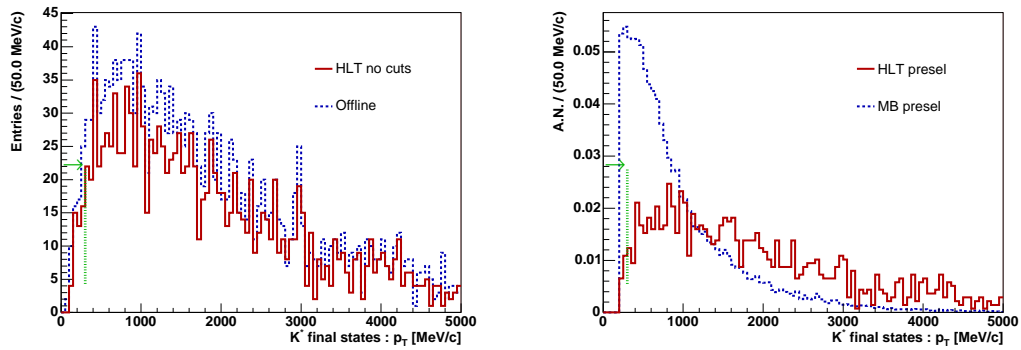 Entries / (50.0 MeV/c)
45
40
35
30
25
20
15
10
5
0
HLT no cuts
Offline
0 1000 2000 3000 4000 5000
K* final states : pT [MeV/c]
A.N. / (50.0 MeV/c)
0.05
0.04
0.03
0.02
0.01
0
HLT presel
MB presel
0 1000 2000 3000 4000 5000
K* final states : pT [MeV/c]